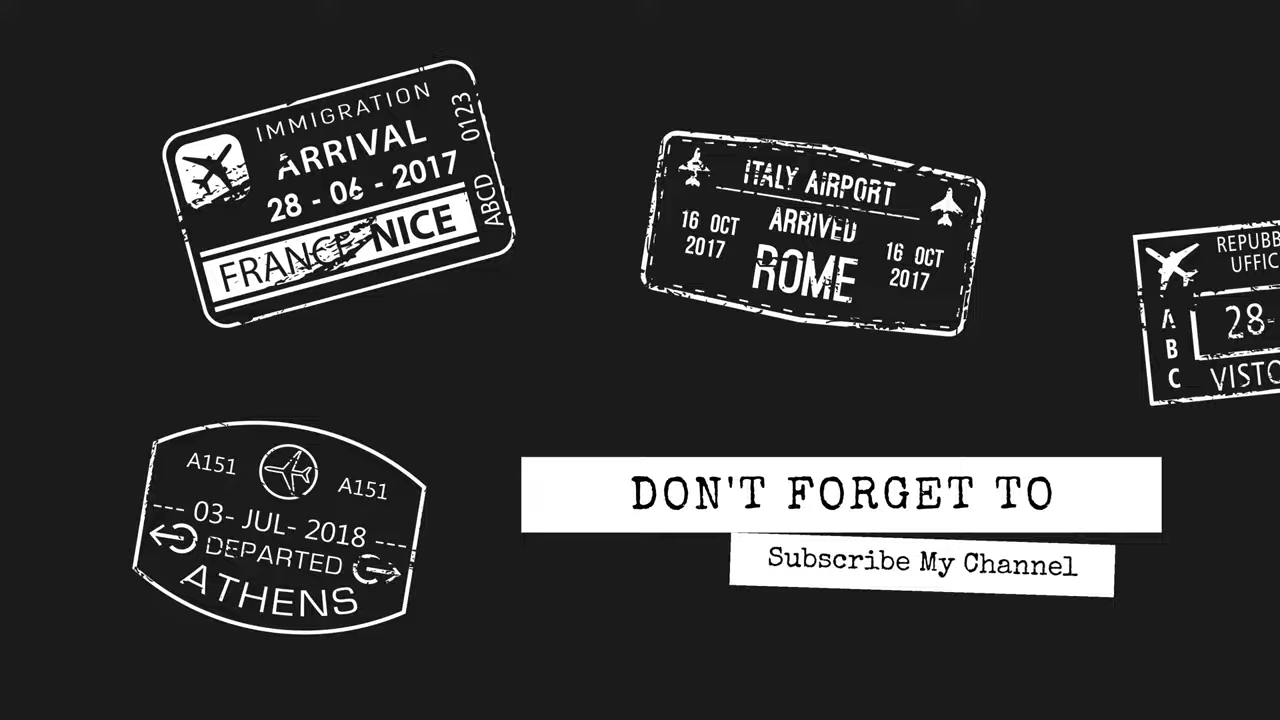 IMMIGRATION
ARRIVAL
28 - 06 - 2017
FRANCE NICE
0123
ABCD
ITALY AIRPORT
16 OCT
2017
ARRIVED
ROME
16 OCT
2017
A
B
C
28-
A151
A151
03- JUL- 2018
DEPARTED
ATHENS
DON'T FORGET TO
Subscribe My Channel